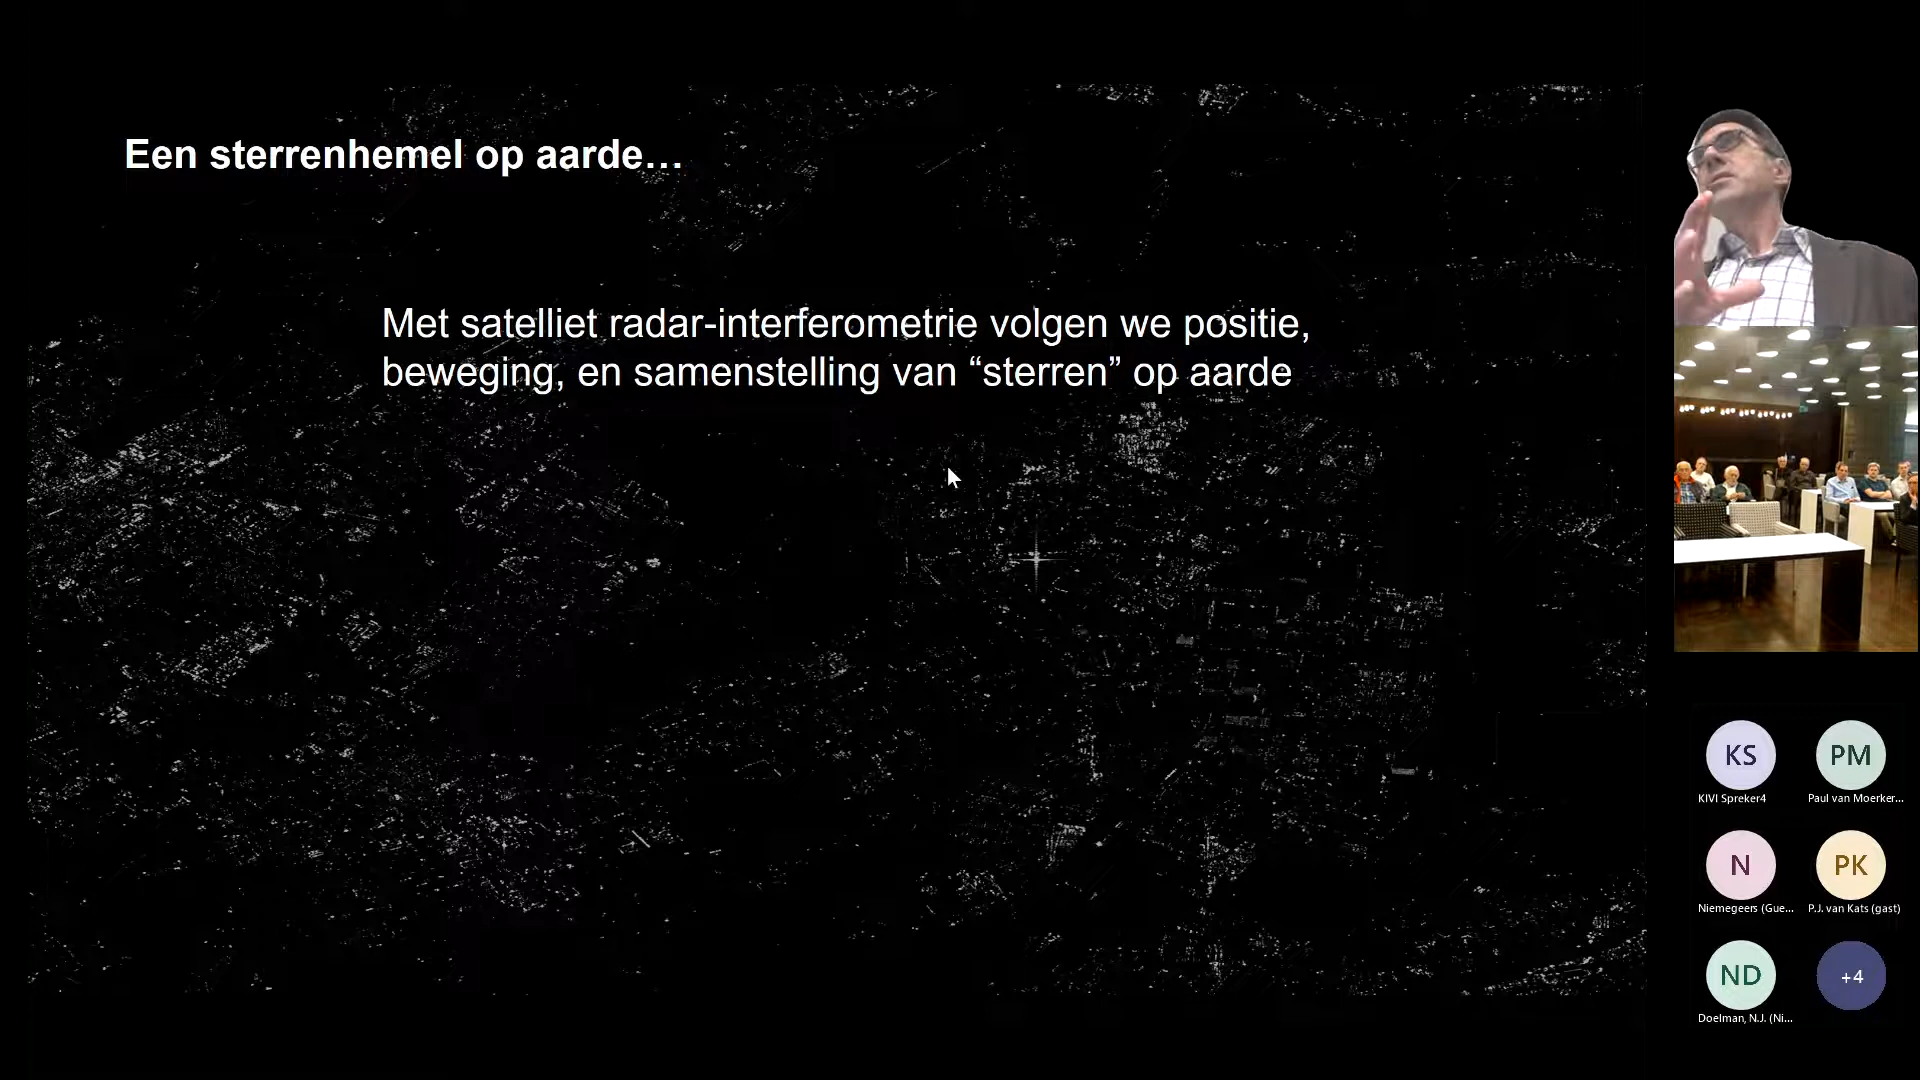 Een sterrenhemel op aarde…
Met satelliet radar-interferometrie volgen we positie,
beweging, en samenstelling van “sterren” op aarde
KS
KIVI Spreker4
PM
Paul van Moerker...
N
Niemegeers (Gue...
PK
P.J. van Kats (gast)
ND
Doelman, N.J. (Ni...
+4